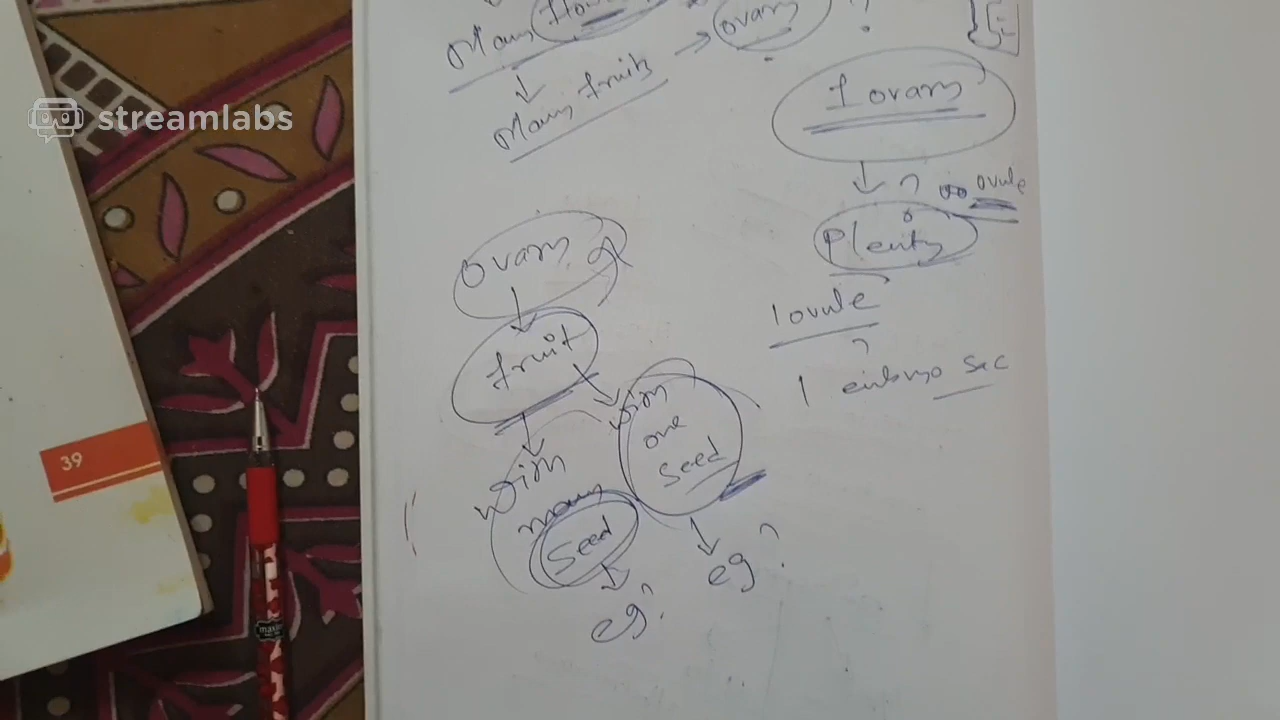 streamlabs
Many
ovary ?
Many fruits
1 ovary
? ∞ ovule
Plenty
ovary
fruit
1 ovule
?
1 embryo sac
with
one
seed
with
many
seed
eg?
eg?
39